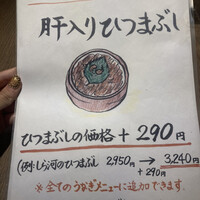 肝入りひつまぶし
ひつまぶしの価格 + 290円
(例:しら河のひつまぶし 2,950円 → 3,240円
+290円
※全てのうなぎメニューに追加できます。